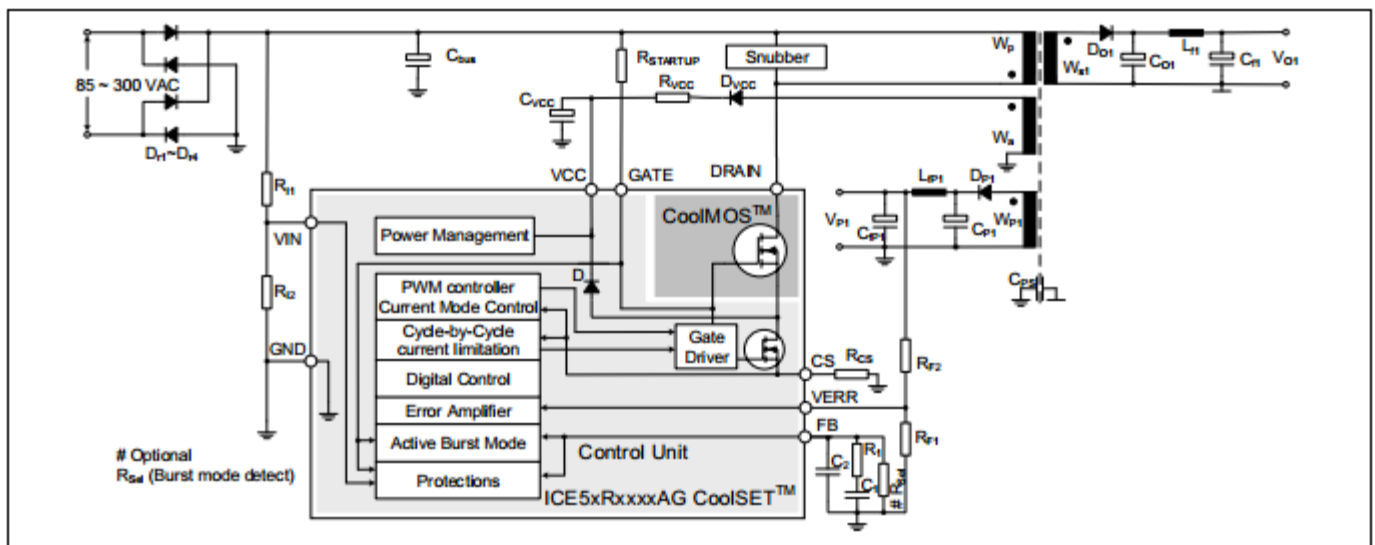 85 ~ 300 VAC
Dr1~Dr4
Cbus
RSTARTUP
Snubber
Wp
Ws1
DO1
CO1
Lf1
Cf1
VO1
CVCC
RVCC
DVCC
Wa
VCC
GATE
DRAIN
RI1
VIN
RI2
GND
Power Management
CoolMOS™
D
PWM controller
Current Mode Control
Cycle-by-Cycle
current limitation
Digital Control
Error Amplifier
Active Burst Mode
Protections
Gate
Driver
CS
RCS
VERR
FB
Control Unit
ICE5xRxxxxAG CoolSET™
VP1
CfP1
LfP1
CP1
DP1
WP1
CPS
RF2
RF1
C2
R1
C1
# RSel
# Optional
RSel (Burst mode detect)